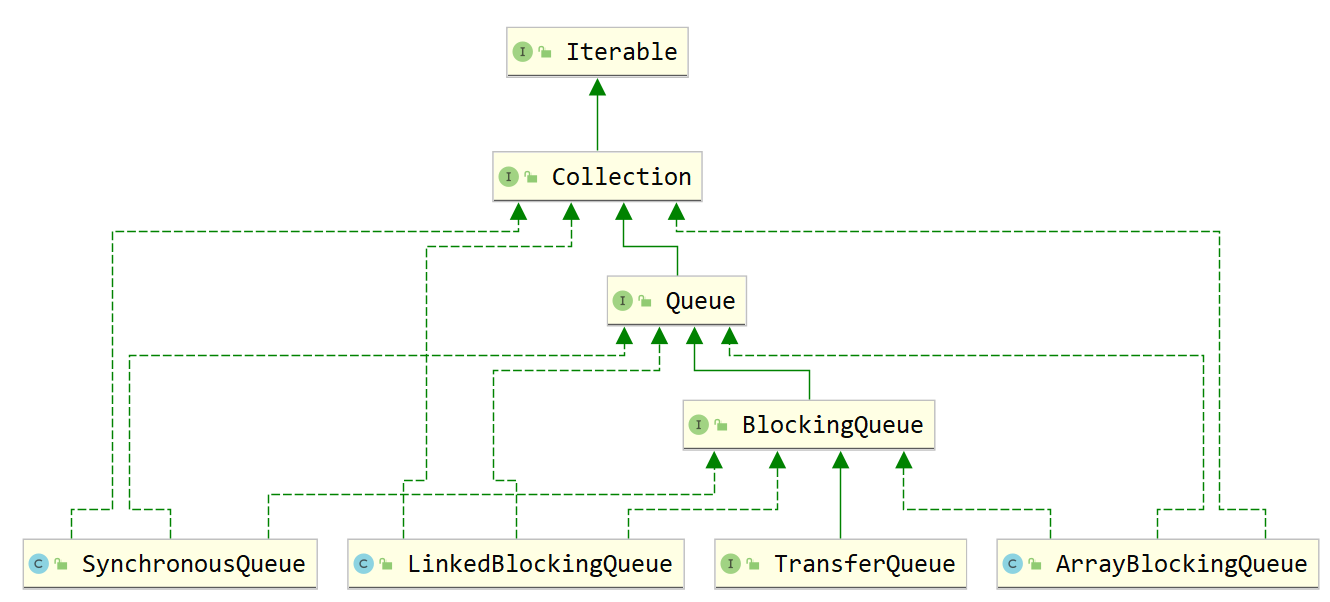 I Iterable
I Collection
I Queue
I BlockingQueue
C SynchronousQueue
C LinkedBlockingQueue
I TransferQueue
C ArrayBlockingQueue